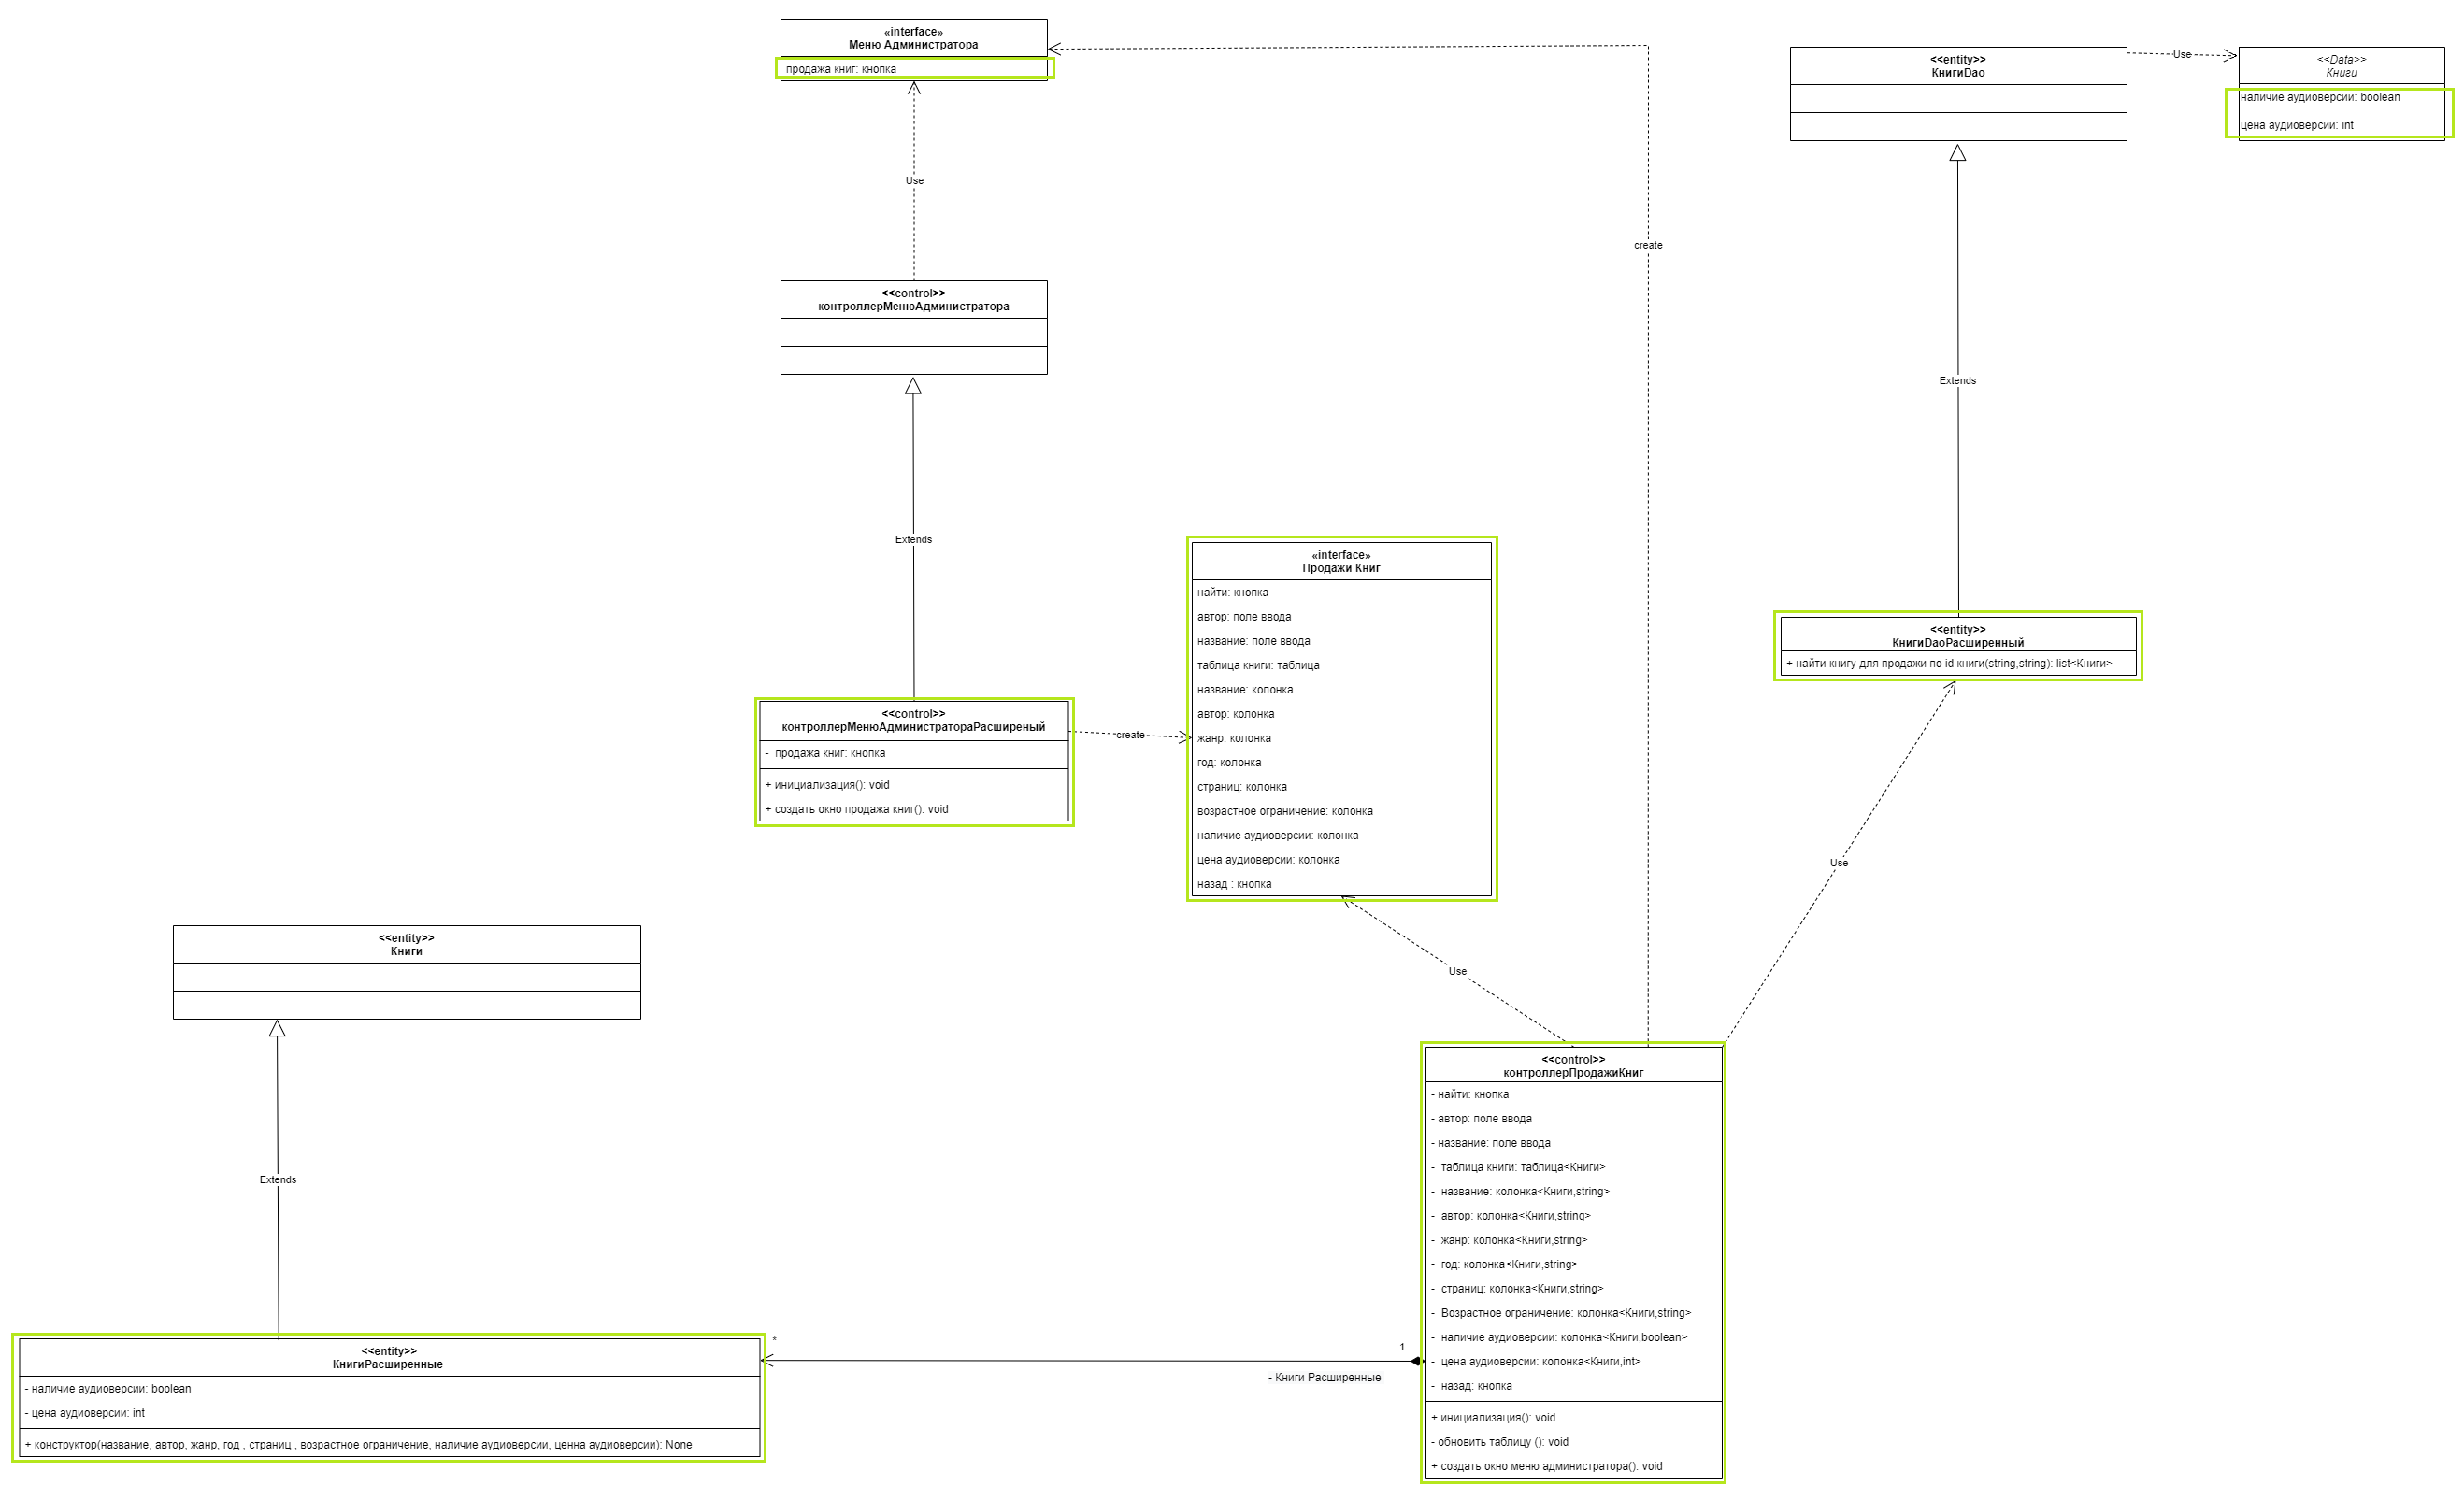 «interface»
Меню Администратора
продажа книг: кнопка
Use
<<control>>
контроллерМенюАдминистратора
Extends
<<control>>
контроллерМенюАдминистратораРасширеный
- продажа книг: кнопка
+ инициализация(): void
+ создать окно продажа книг(): void
create
«interface»
Продажи Книг
найти: кнопка
автор: поле ввода
название: поле ввода
таблица книги: таблица
название: колонка
автор: колонка
жанр: колонка
год: колонка
страниц: колонка
возрастное ограничение: колонка
наличие аудиоверсии: колонка
цена аудиоверсии: колонка
назад : кнопка
create
<<entity>>
КнигиDao
Use
<<Data>>
Книги
наличие аудиоверсии: boolean
цена аудиоверсии: int
Extends
<<entity>>
КнигиDaoРасширенный
+ найти книгу для продажи по id книги(string,string): list<Книги>
Use
Use
<<entity>>
Книги
Extends
<<entity>>
КнигиРасширенные
- наличие аудиоверсии: boolean
- цена аудиоверсии: int
+ конструктор(название, автор, жанр, год , страниц , возрастное ограничение, наличие аудиоверсии, ценна аудиоверсии): None
*
1
- Книги Расширенные
<<control>>
контроллерПродажиКниг
- найти: кнопка
- автор: поле ввода
- название: поле ввода
- таблица книги: таблица<Книги>
- название: колонка<Книги,string>
- автор: колонка<Книги,string>
- жанр: колонка<Книги,string>
- год: колонка<Книги,string>
- страниц: колонка<Книги,string>
- Возрастное ограничение: колонка<Книги,string>
- наличие аудиоверсии: колонка<Книги,boolean>
- цена аудиоверсии: колонка<Книги,int>
- назад: кнопка
+ инициализация(): void
- обновить таблицу (): void
+ создать окно меню администратора(): void